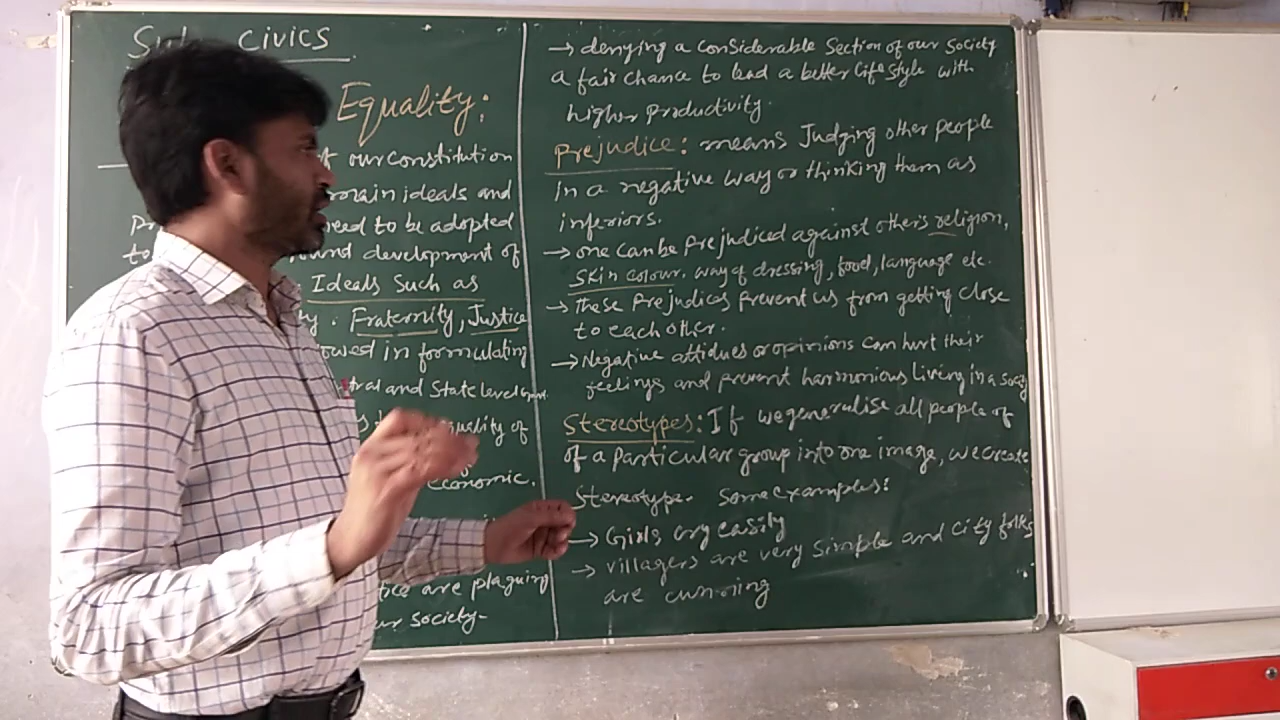 Civics
Equality:
our constitution
main ideals and
need to be adopted
development of
Ideals such as
Fraternity, Justice
in formulating
and State level
of
economic.
are plaguing
society.
→ denying a considerable section of our society
a fair chance to lead a better life style with
higher productivity.
Prejudice: means Judging other people
in a negative way or thinking them as
inferiors.
→ one can be prejudiced against others religion,
skin colour, way of dressing, food, language etc.
→ these prejudices prevent us from getting close
to each other.
→ Negative attidues or opinions can hurt their
feelings and prevent harmonious living in a society
Stereotypes: If we generalise all people of
of a particular group into one image, we create
stereotype. Some examples:
→ Girls cry easily
→ villagers are very simple and city folks
are cunning